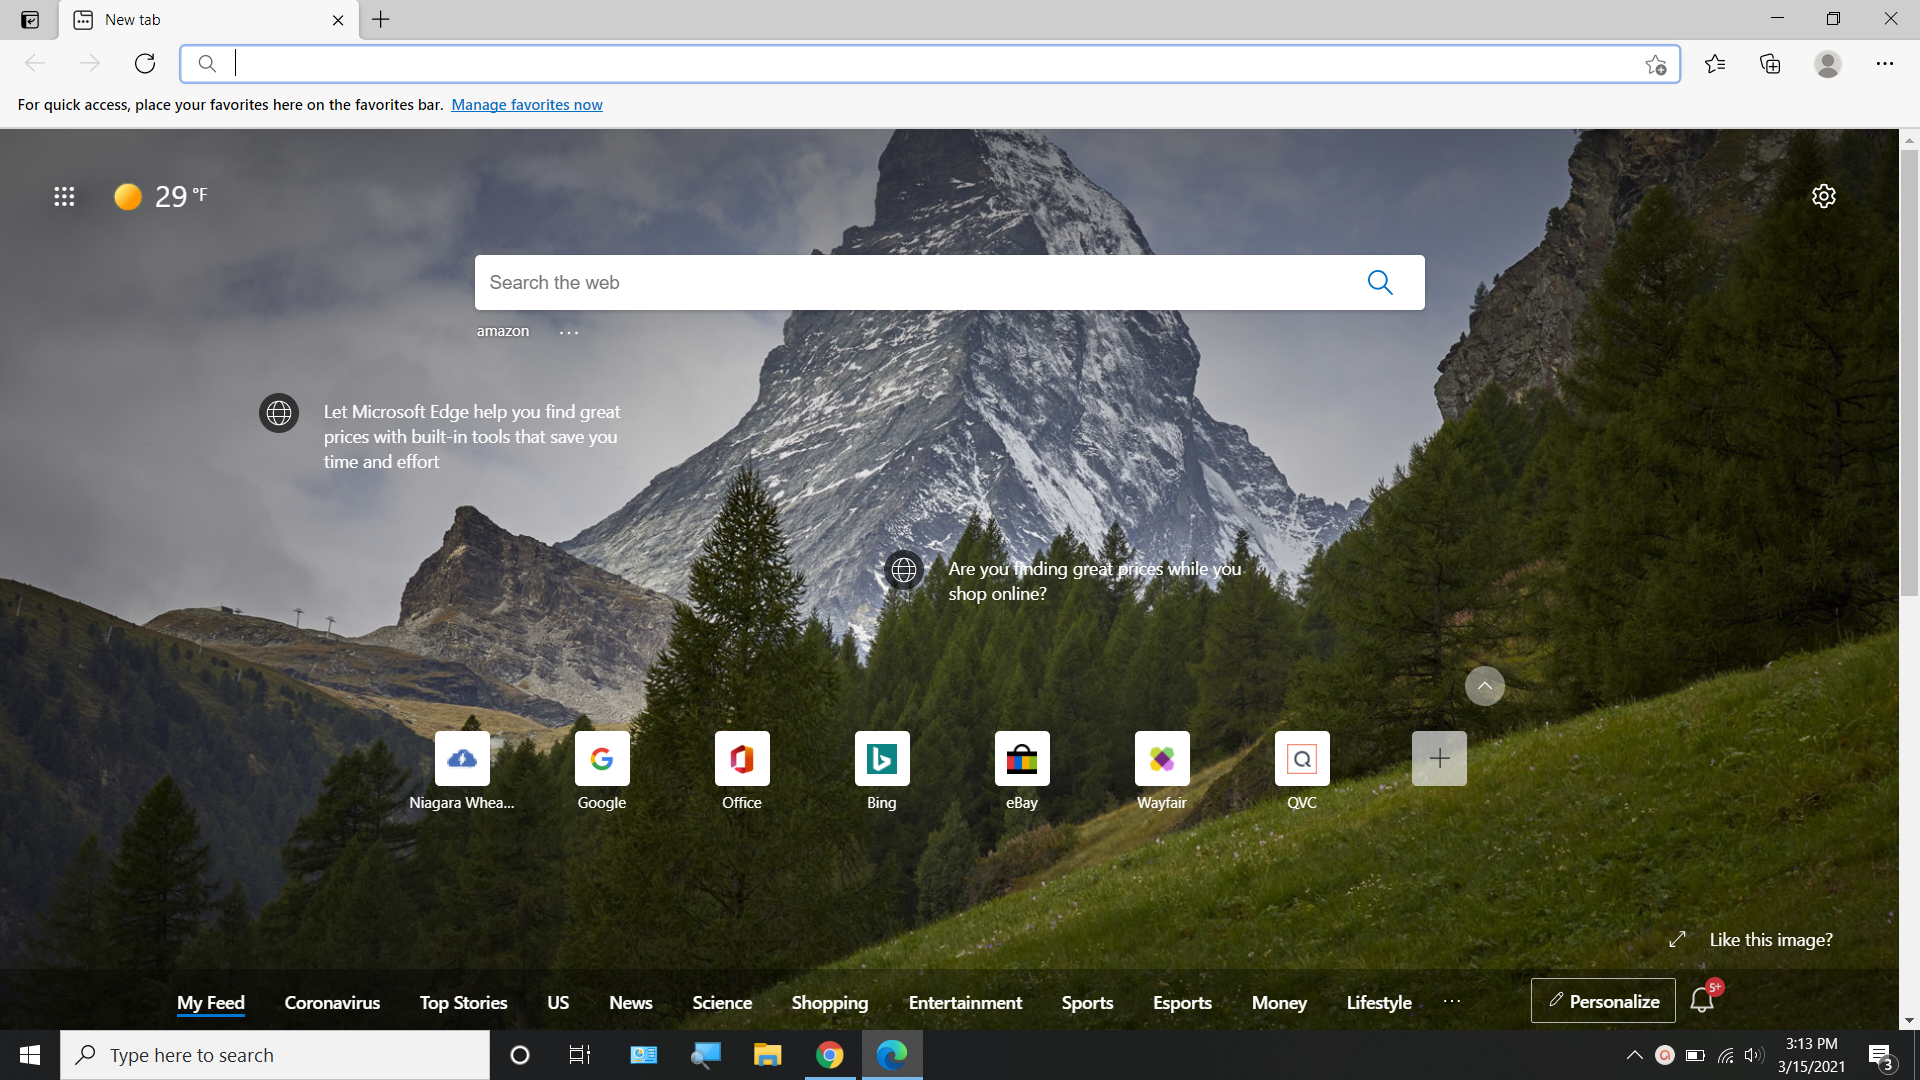 New tab
For quick access, place your favorites here on the favorites bar. Manage favorites now
29 °F
Search the web
amazon
Let Microsoft Edge help you find great
prices with built-in tools that save you
time and effort
Are you finding great prices while you
shop online?
Niagara Whea...
Google
Office
Bing
eBay
Wayfair
QVC
Like this image?
My Feed Coronavirus Top Stories US News Science Shopping Entertainment Sports Esports Money Lifestyle ... Personalize 5+
Type here to search
3:13 PM
3/15/2021
3